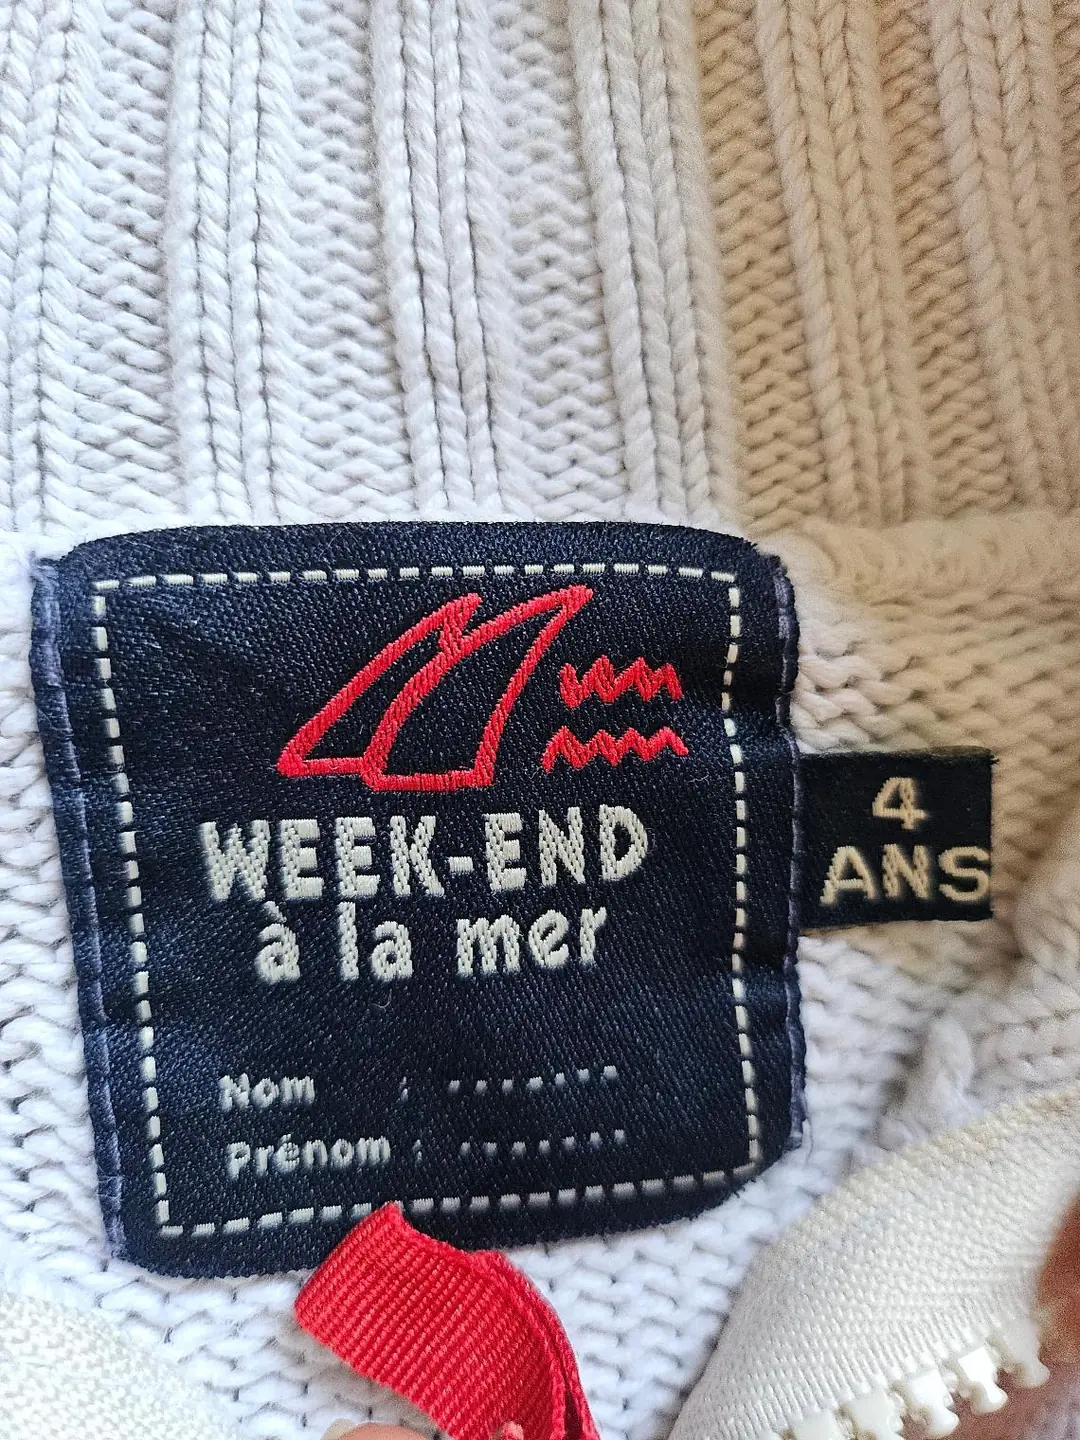 WEEK-END
à la mer
Nom : .......
Prénom : .......
4
ANS